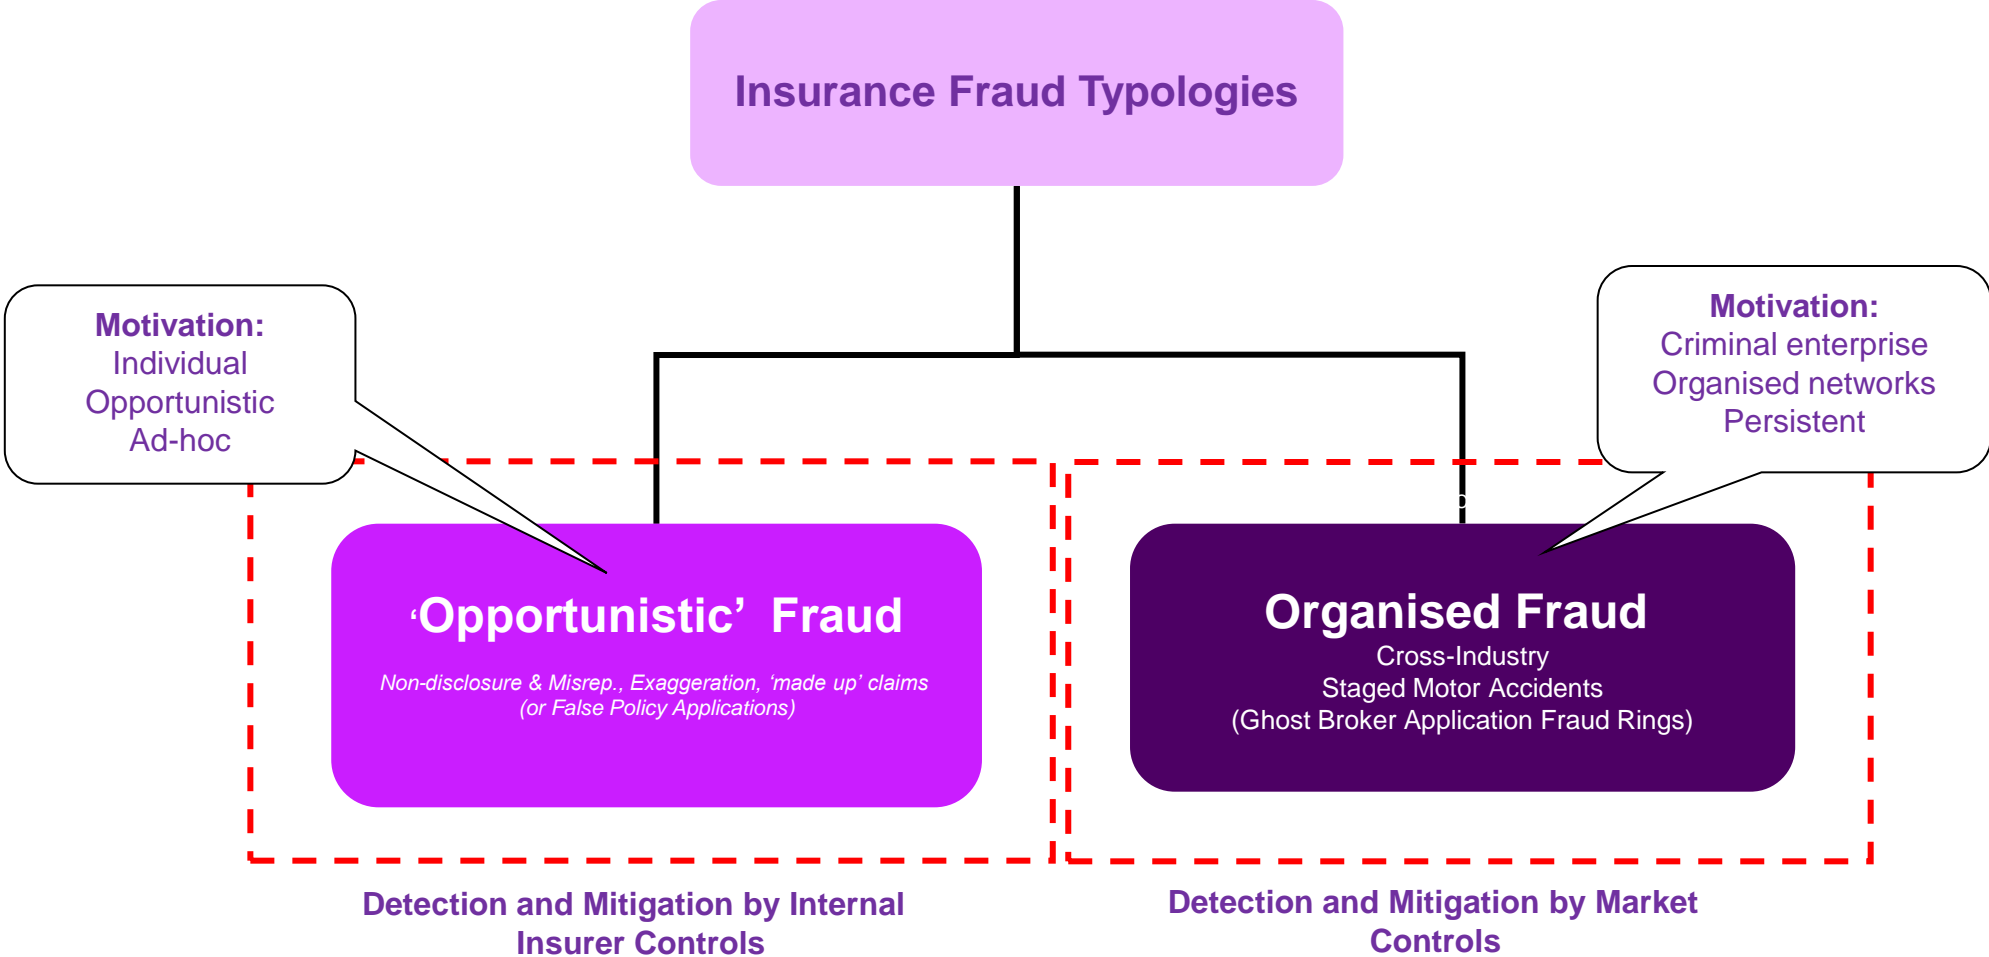 Insurance Fraud Typologies
Motivation:
Individual
Opportunistic
Ad-hoc
Motivation:
Criminal enterprise
Organised networks
Persistent
‘Opportunistic’  Fraud
Non-disclosure & Misrep., Exaggeration, ‘made up’ claims
(or False Policy Applications)
Organised Fraud
Cross-Industry
Staged Motor Accidents
(Ghost Broker Application Fraud Rings)
Detection and Mitigation by Internal
Insurer Controls
Detection and Mitigation by Market
Controls